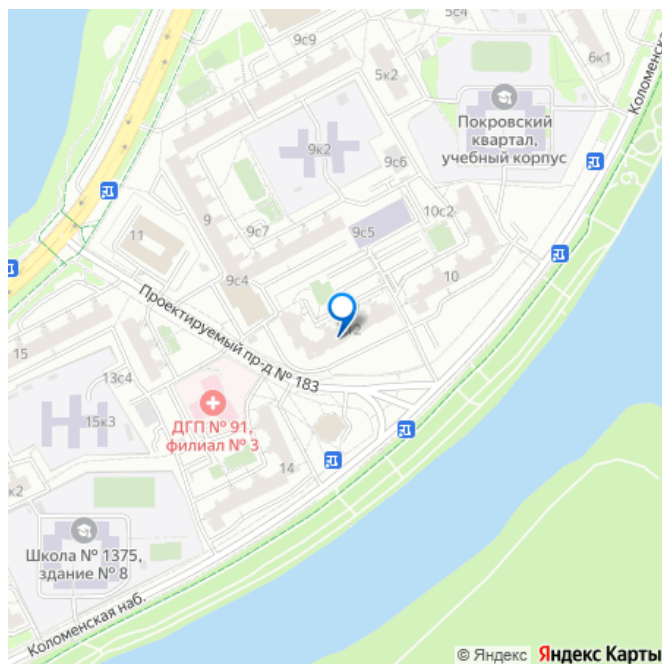 5с4
9с9
6к1
5к2
Коломенска
Покровский
квартал,
учебный корпус
9к2
9с6
10с2
9
9с7
9с5
11
9с4
10
Проектируемый пр-д № 183
15
13с4
15к3
ДГП № 91,
филиал № 3
14
к2
Школа № 1375,
здание № 8
Коломенская наб.
© Яндекс Яндекс Карты